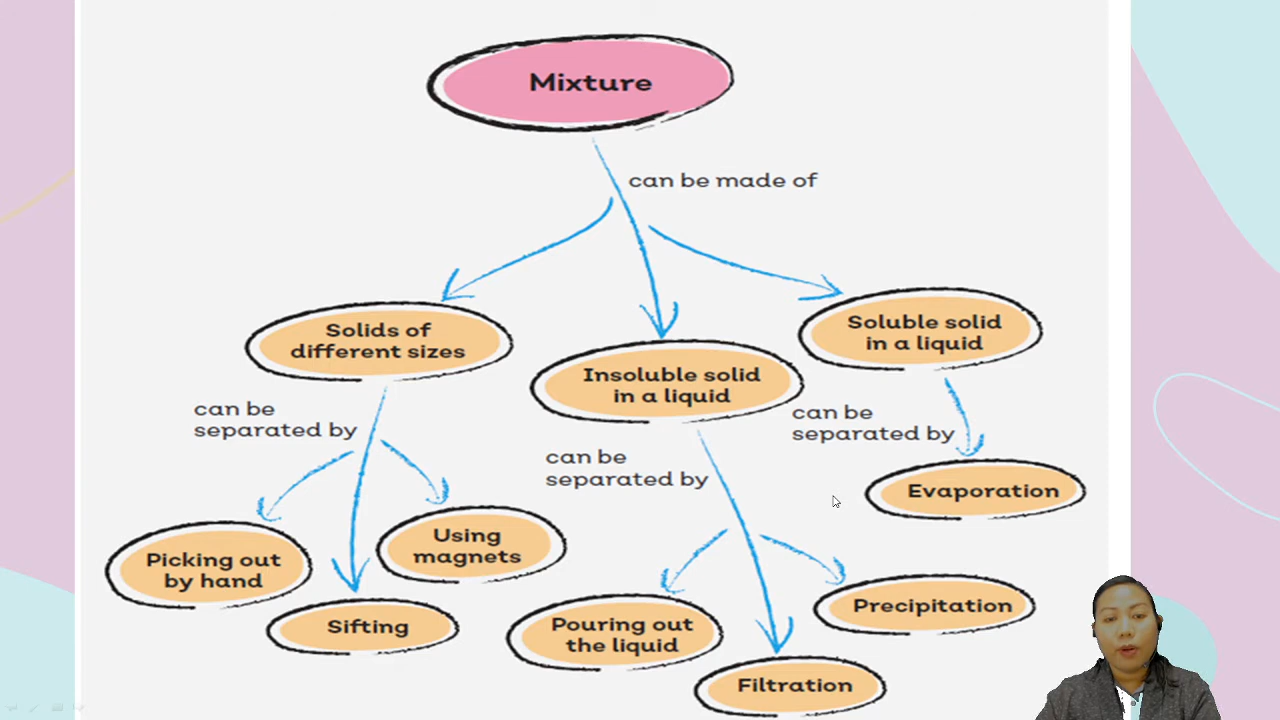 Mixture
can be made of
Solids of
different sizes
Insoluble solid
in a liquid
Soluble solid
in a liquid
can be
separated by
can be
separated by
can be
separated by
Picking out
by hand
Sifting
Using
magnets
Pouring out
the liquid
Filtration
Precipitation
Evaporation